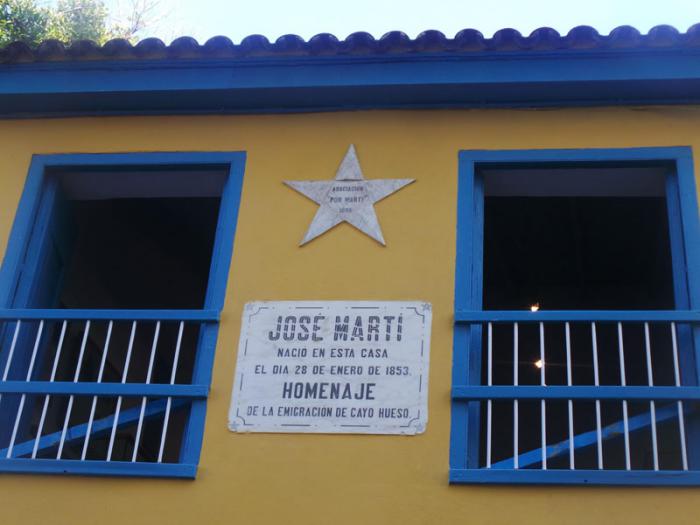 ASOCIACION
"POR MARTI"
JOSÉ MARTÍ
NACIO EN ESTA CASA
EL DIA 28 DE ENERO DE 1853.
HOMENAJE
DE LA EMIGRACIÓN DE CAYO HUESO.